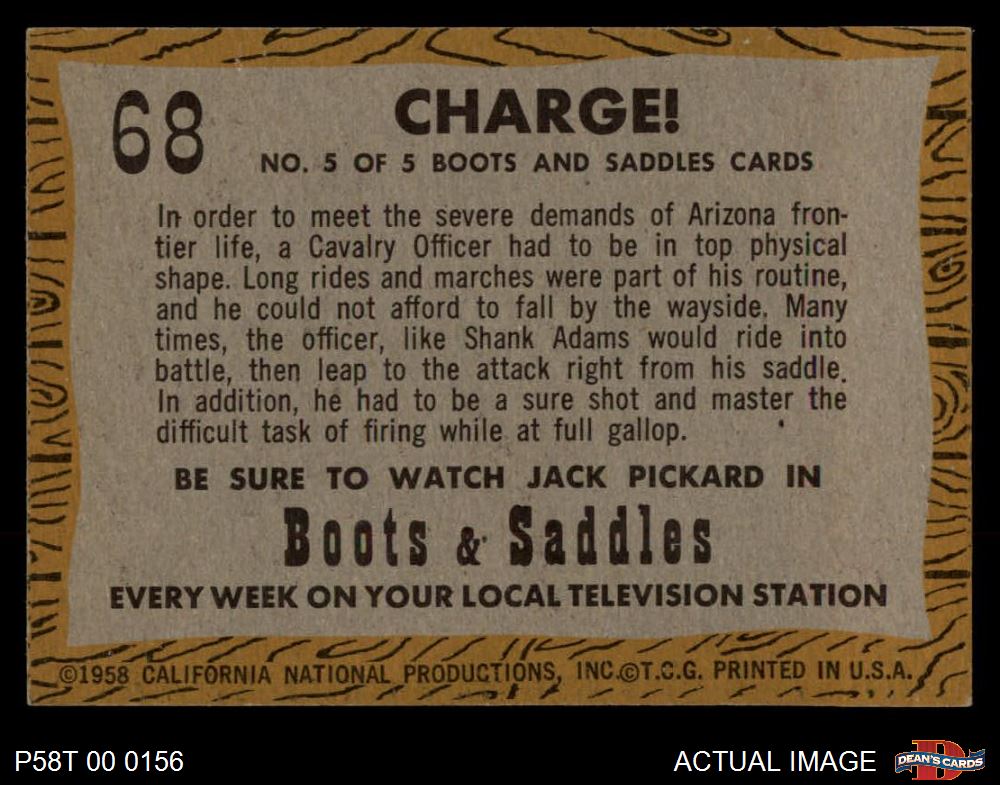 68
CHARGE!
NO. 5 OF 5 BOOTS AND SADDLES CARDS
In order to meet the severe demands of Arizona fron-
tier life, a Cavalry Officer had to be in top physical
shape. Long rides and marches were part of his routine,
and he could not afford to fall by the wayside. Many
times, the officer, like Shank Adams would ride into
battle, then leap to the attack right from his saddle.
In addition, he had to be a sure shot and master the
difficult task of firing while at full gallop.
BE SURE TO WATCH JACK PICKARD IN
Boots & Saddles
EVERY WEEK ON YOUR LOCAL TELEVISION STATION
©1958 CALIFORNIA NATIONAL PRODUCTIONS, INC.©T.C.G. PRINTED IN U.S.A.
P58T 00 0156
ACTUAL IMAGE
DEAN'S CARDS